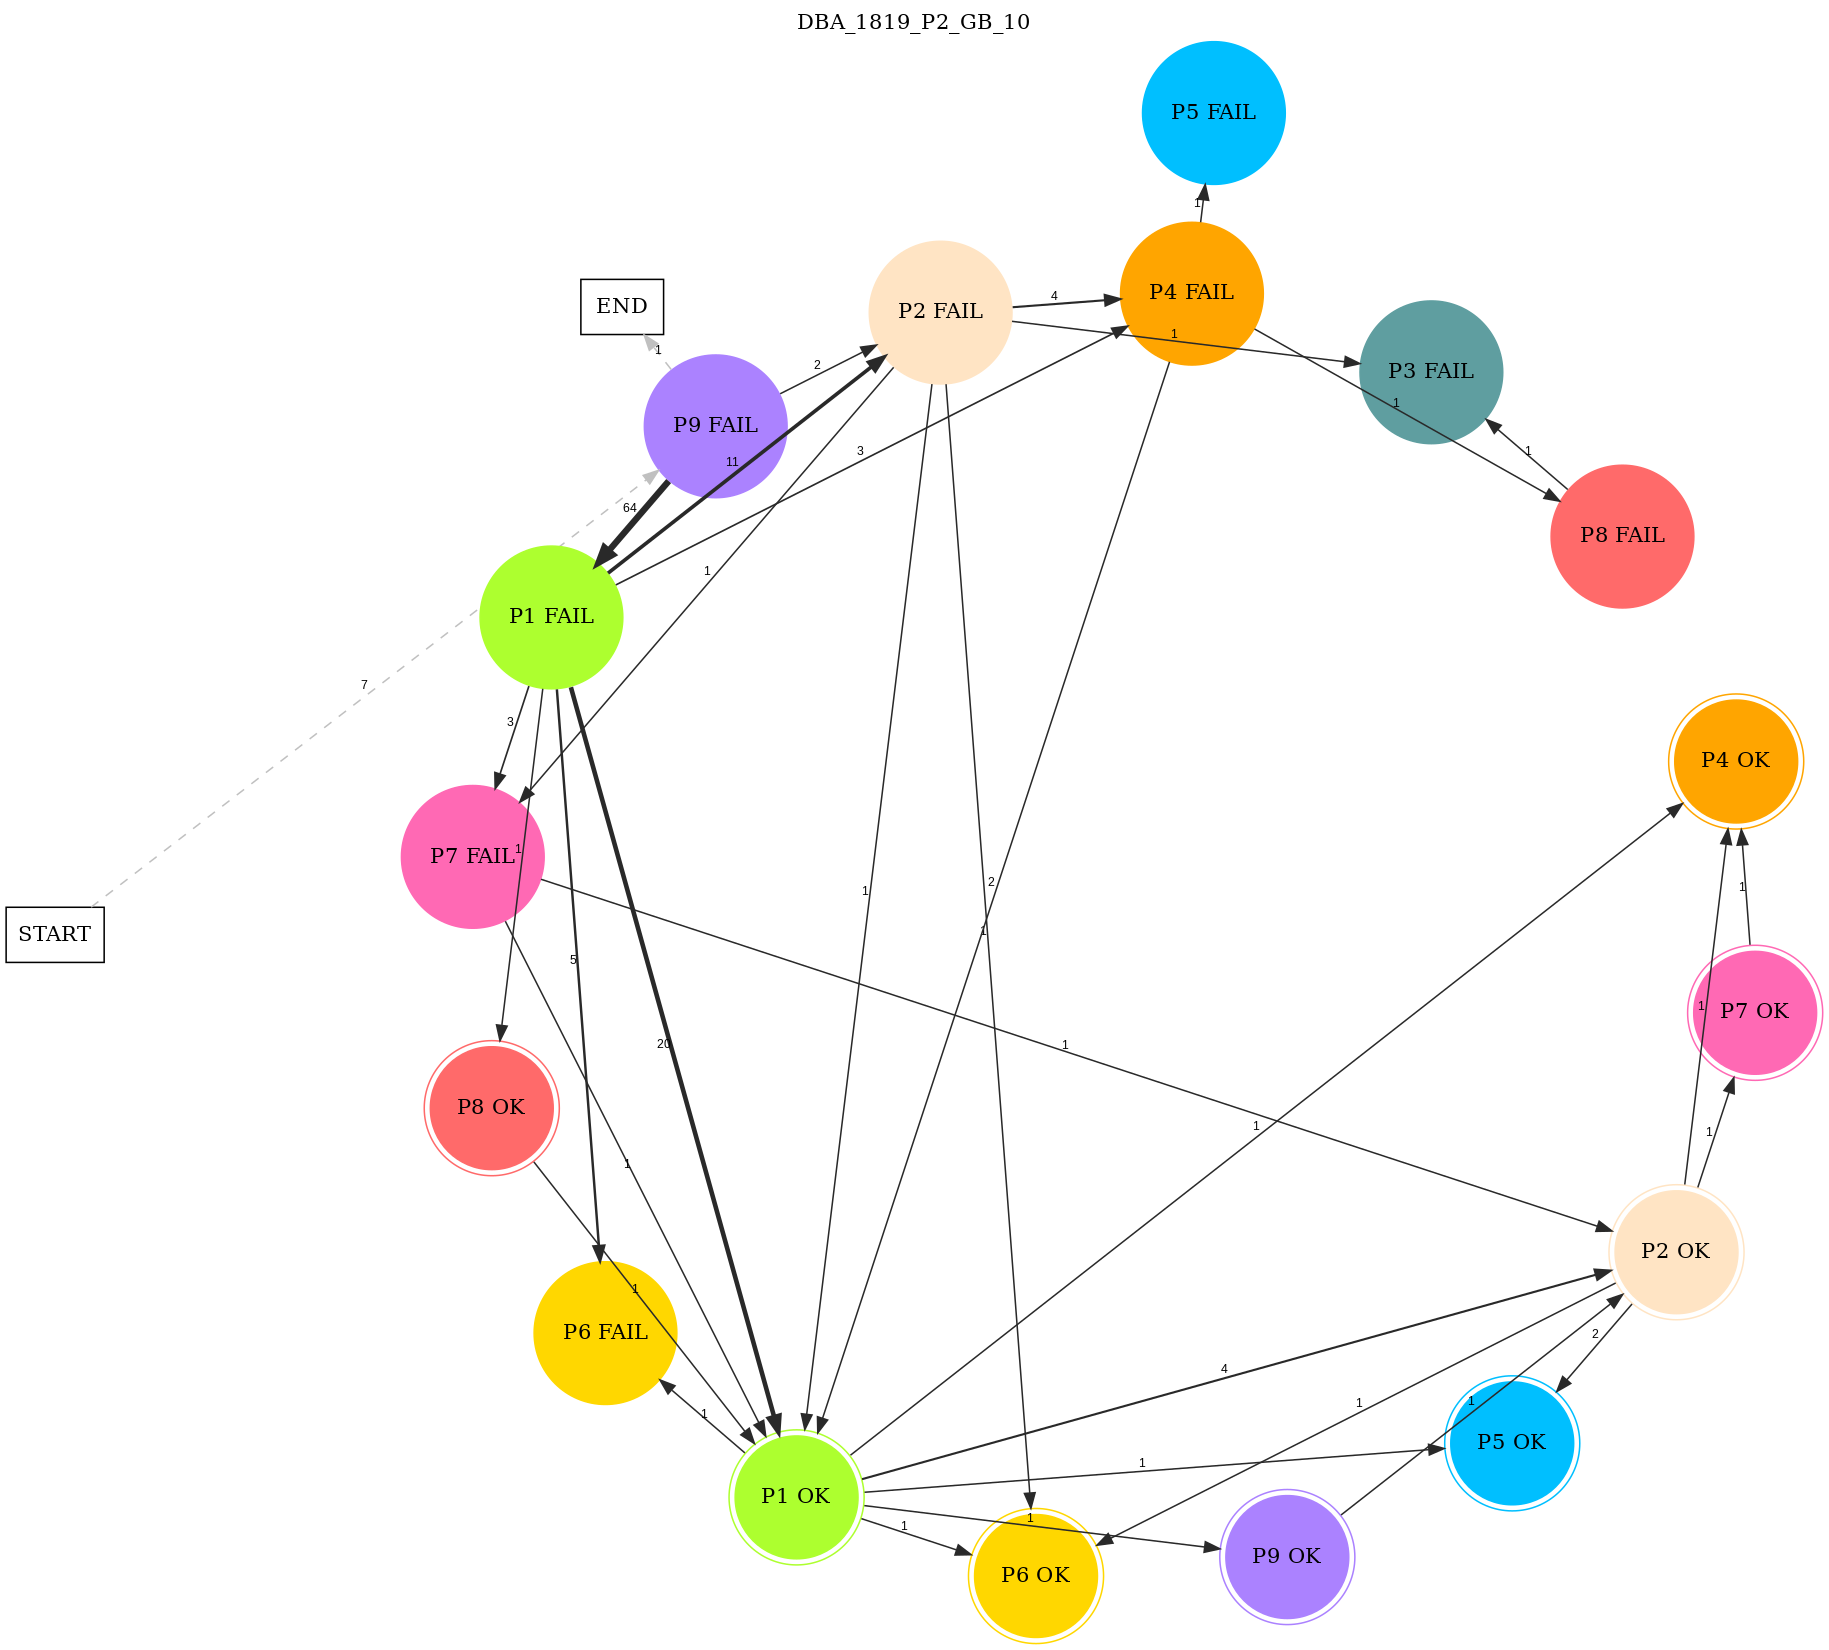 DBA_1819_P2_GB_10
P5 FAIL
1
P4 FAIL
END
4
P2 FAIL
1
1
2
P3 FAIL
1
P9 FAIL
3
1
11
64
P8 FAIL
1
P1 FAIL
7
3
P4 OK
1
P7 FAIL
2
1
1
START
1
5
1
P7 OK
20
1
P8 OK
1
1
1
P2 OK
1
P6 FAIL
1
2
4
1
1
1
P5 OK
1
P1 OK
1
1
P9 OK
P6 OK